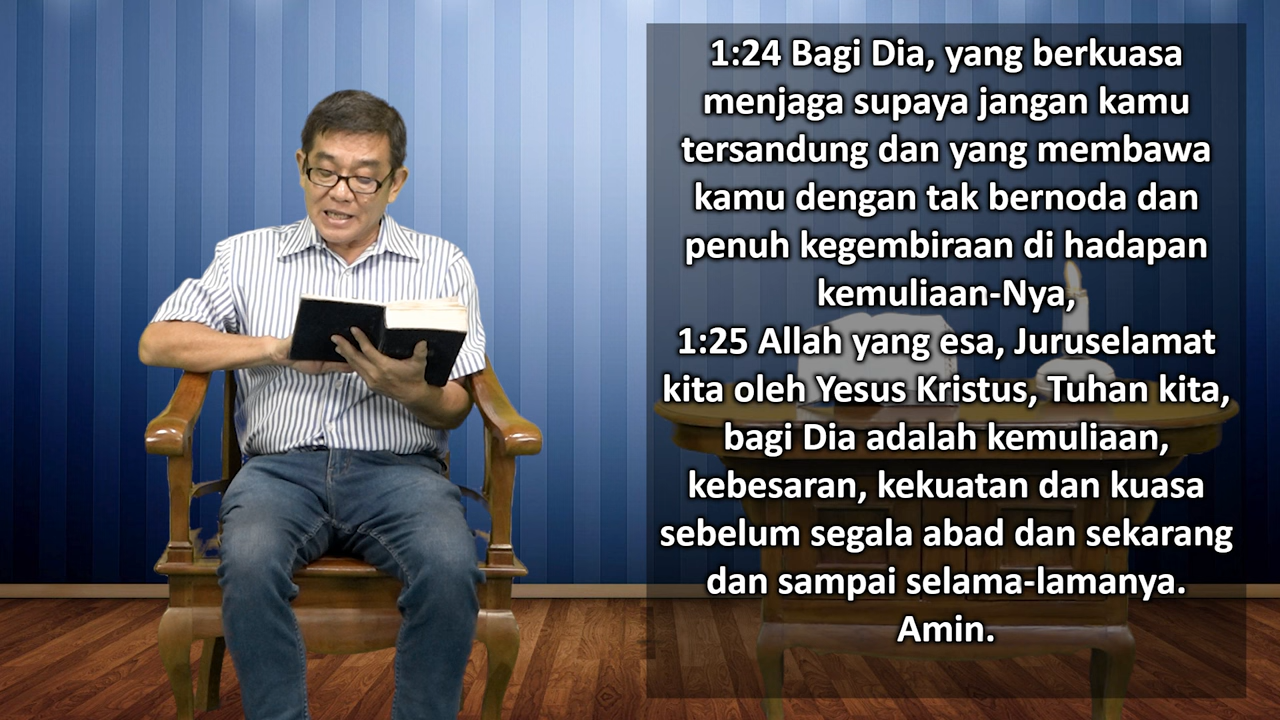 1:24 Bagi Dia, yang berkuasa
menjaga supaya jangan kamu
tersandung dan yang membawa
kamu dengan tak bernoda dan
penuh kegembiraan di hadapan
kemuliaan-Nya,
1:25 Allah yang esa, Juruselamat
kita oleh Yesus Kristus, Tuhan kita,
bagi Dia adalah kemuliaan,
kebesaran, kekuatan dan kuasa
sebelum segala abad dan sekarang
dan sampai selama-lamanya.
Amin.